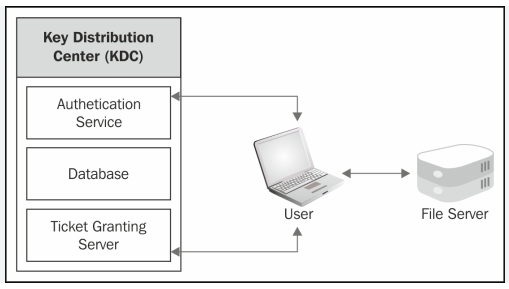 Key Distribution
Center (KDC)
Authetication
Service
Database
Ticket Granting
Server
User
File Server